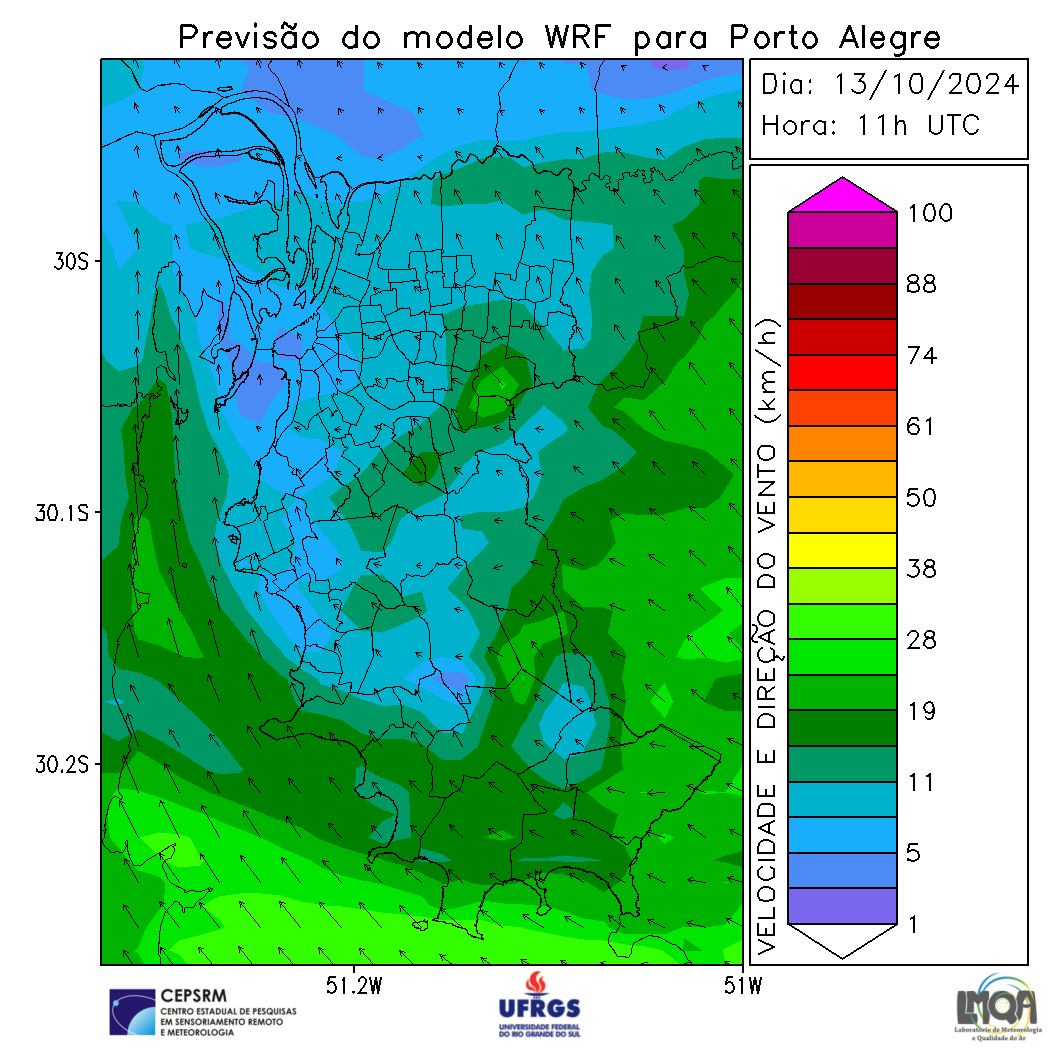 Previsão do modelo WRF para Porto Alegre
Dia: 13/10/2024
Hora: 11h UTC
30S
30.1S
30.2S
51.2W
51W
VELOCIDADE E DIREÇÃO DO VENTO (km/h)
100
88
74
61
50
38
28
19
11
5
1
CEPSRM
CENTRO ESTADUAL DE PESQUISAS
EM SENSORIAMENTO REMOTO
E METEOROLOGIA
UFRGS
UNIVERSIDADE FEDERAL
DO RIO GRANDE DO SUL
LMQA
Laboratório de Meteorologia
e Qualidade do Ar